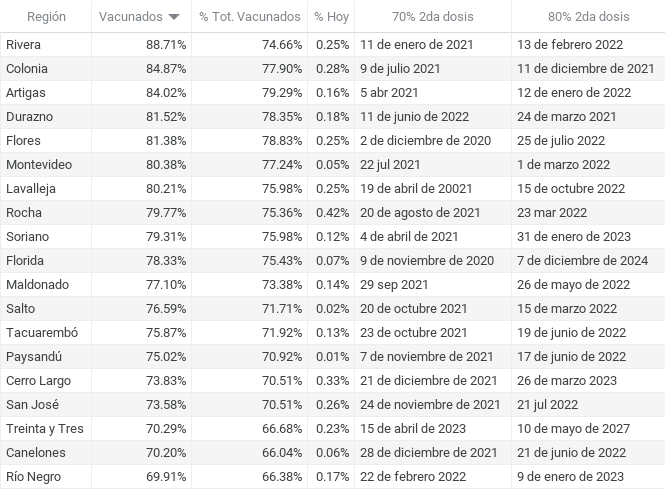 Región Vacunados % Tot. Vacunados % Hoy 70% 2da dosis 80% 2da dosis
Rivera 88.71% 74.66% 0.25% 11 de enero de 2021 13 de febrero 2022
Colonia 84.87% 77.90% 0.28% 9 de julio 2021 11 de diciembre de 2021
Artigas 84.02% 79.29% 0.16% 5 abr 2021 12 de enero de 2022
Durazno 81.52% 78.35% 0.18% 11 de junio de 2022 24 de marzo de 2021
Flores 81.38% 78.83% 0.25% 2 de diciembre de 2020 25 de julio 2022
Montevideo 80.38% 77.24% 0.05% 22 jul 2021 1 de marzo 2022
Lavalleja 80.21% 75.98% 0.25% 19 de abril de 20021 15 de octubre 2022
Rocha 79.77% 75.36% 0.42% 20 de agosto de 2021 23 mar 2022
Soriano 79.31% 75.98% 0.12% 4 de abril de 2021 31 de enero de 2023
Florida 78.33% 75.43% 0.07% 9 de noviembre de 2020 7 de diciembre de 2024
Maldonado 77.10% 73.38% 0.14% 29 sep 2021 26 de mayo de 2022
Salto 76.59% 71.71% 0.02% 20 de octubre 2021 15 de marzo 2022
Tacuarembó 75.87% 71.92% 0.13% 23 de octubre 2021 19 de junio de 2022
Paysandú 75.02% 70.92% 0.01% 7 de noviembre de 2021 17 de junio de 2022
Cerro Largo 73.83% 70.51% 0.33% 21 de diciembre de 2021 26 de marzo 2023
San José 73.58% 70.51% 0.26% 24 de noviembre de 2021 21 jul 2022
Treinta y Tres 70.29% 66.68% 0.23% 15 de abril de 2023 10 de mayo de 2027
Canelones 70.20% 66.04% 0.06% 28 de diciembre de 2021 21 de junio de 2022
Río Negro 69.91% 66.38% 0.17% 22 de febrero 2022 9 de enero de 2023